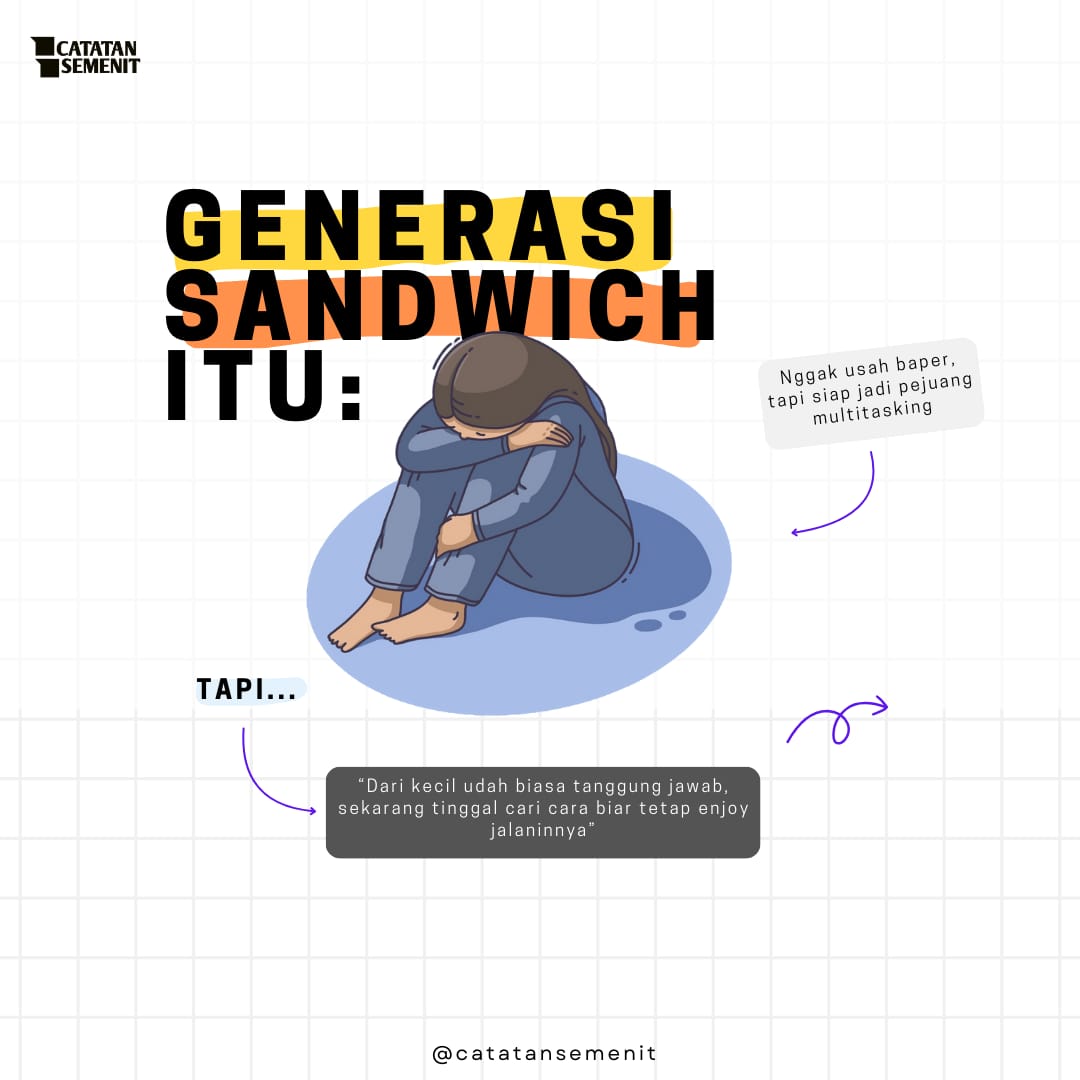 CATATAN
SEMENIT
GENERASI
SANDWICH
ITU:
Nggak usah baper,
tapi siap jadi pejuang
multitasking
TAPI...
“Dari kecil udah biasa tanggung jawab,
sekarang tinggal cari cara biar tetap enjoy
jalaninnya”
@catatansemenit